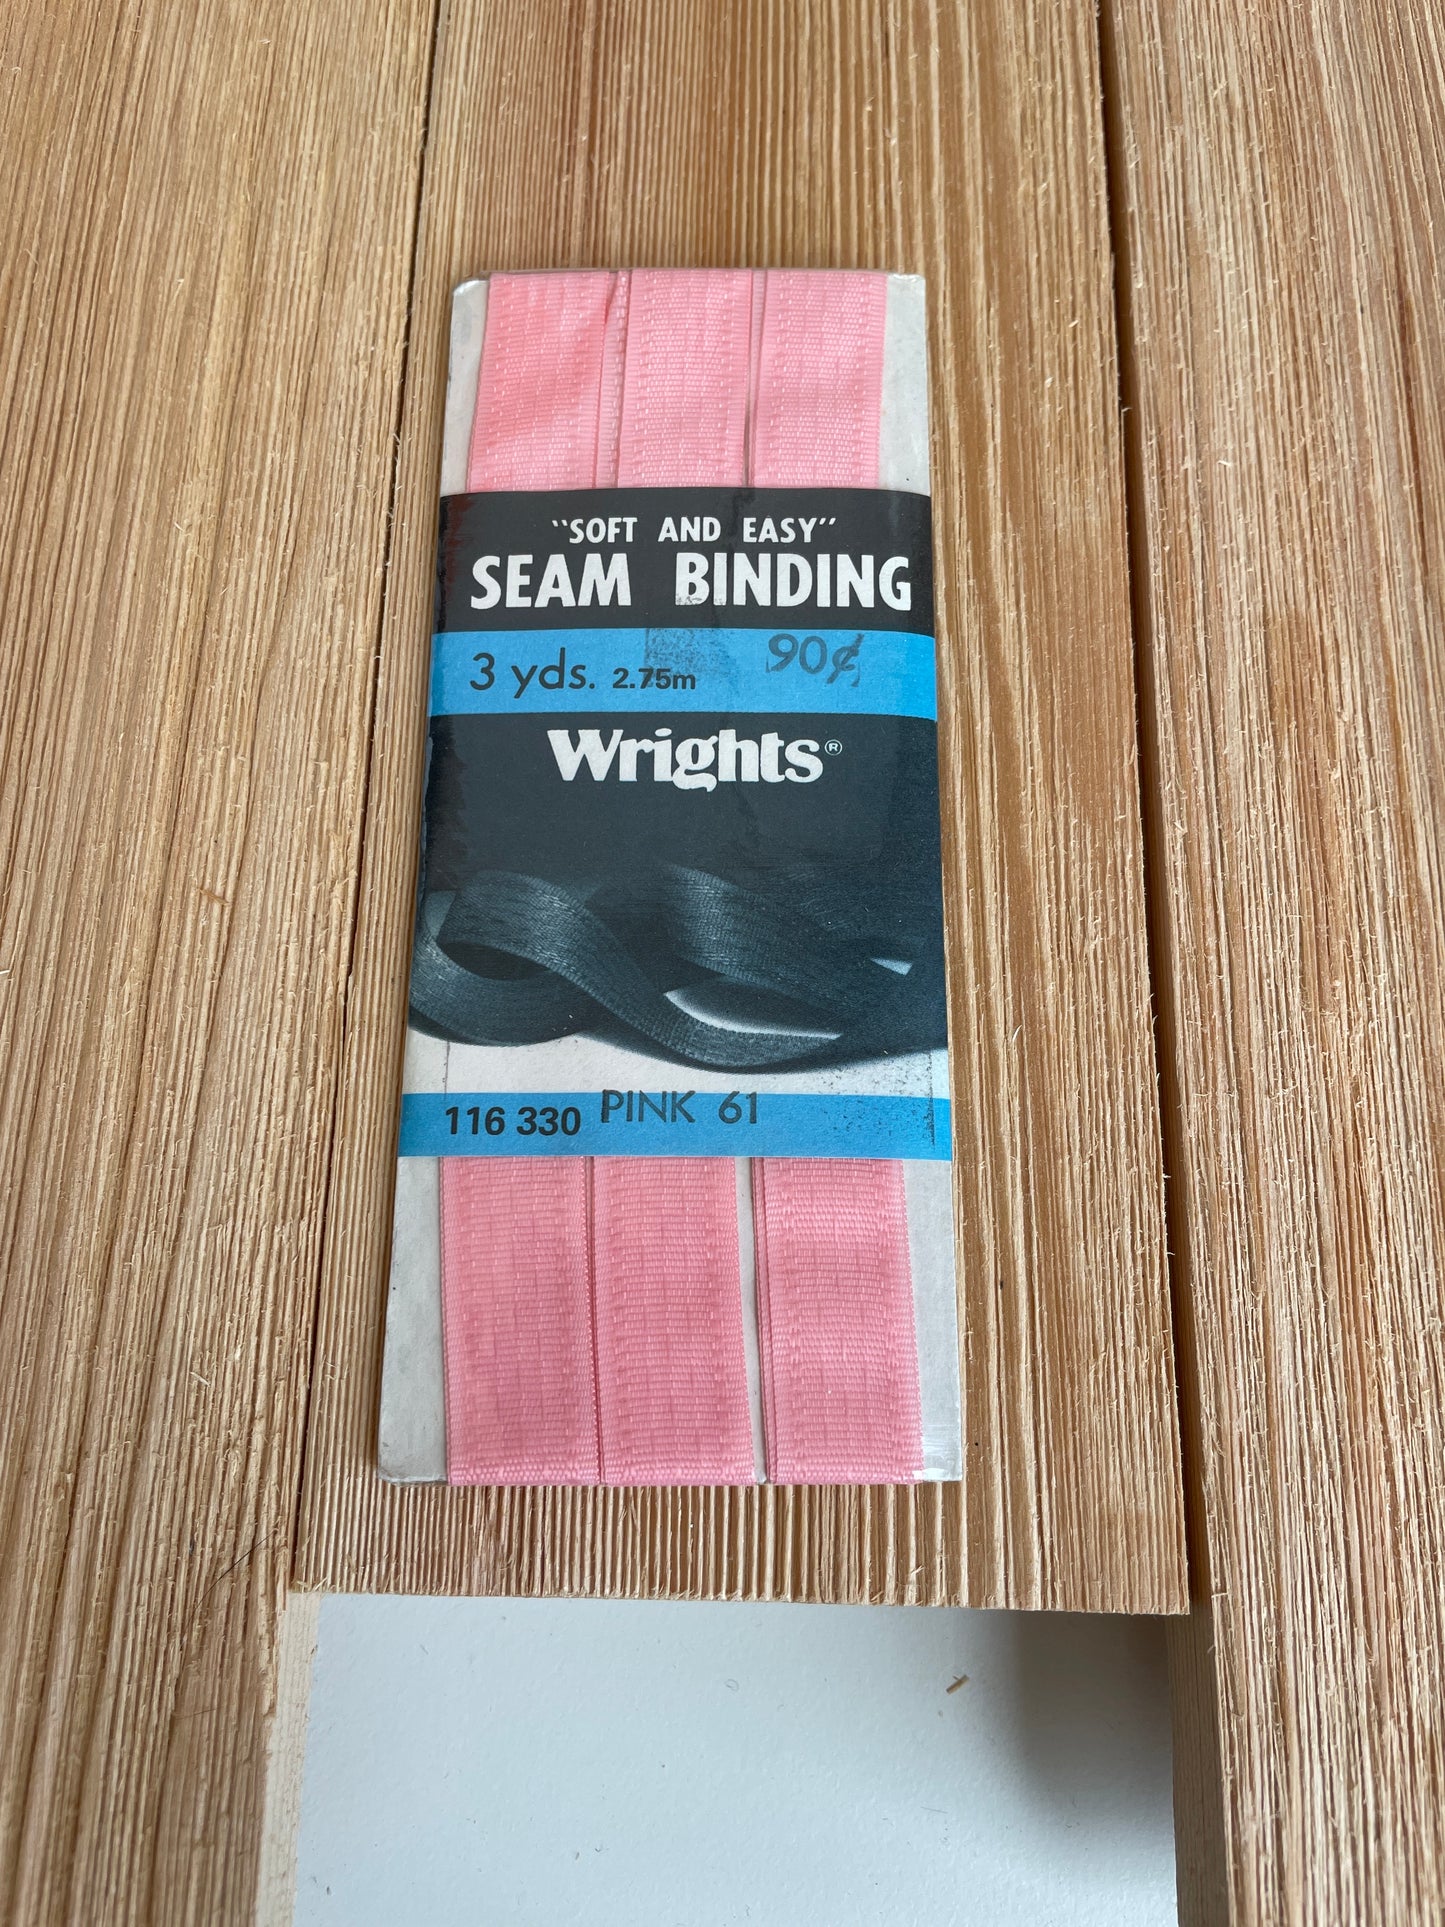 "SOFT AND EASY"
SEAM BINDING
3 yds. 2.75m 90¢
Wrights®
116 330 PINK 61